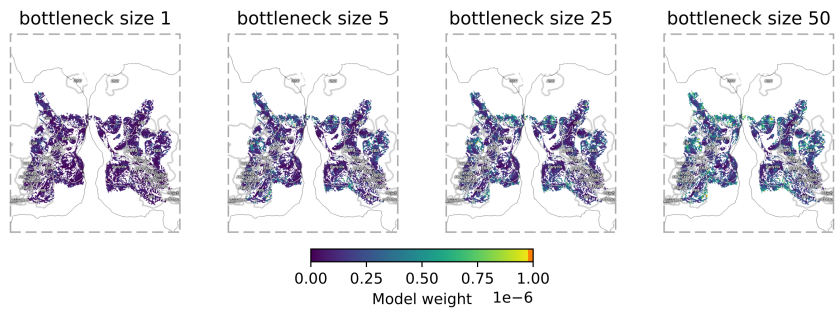 bottleneck size 1 bottleneck size 5 bottleneck size 25 bottleneck size 50
0.00 0.25 0.50 0.75 1.00
Model weight 1e−6